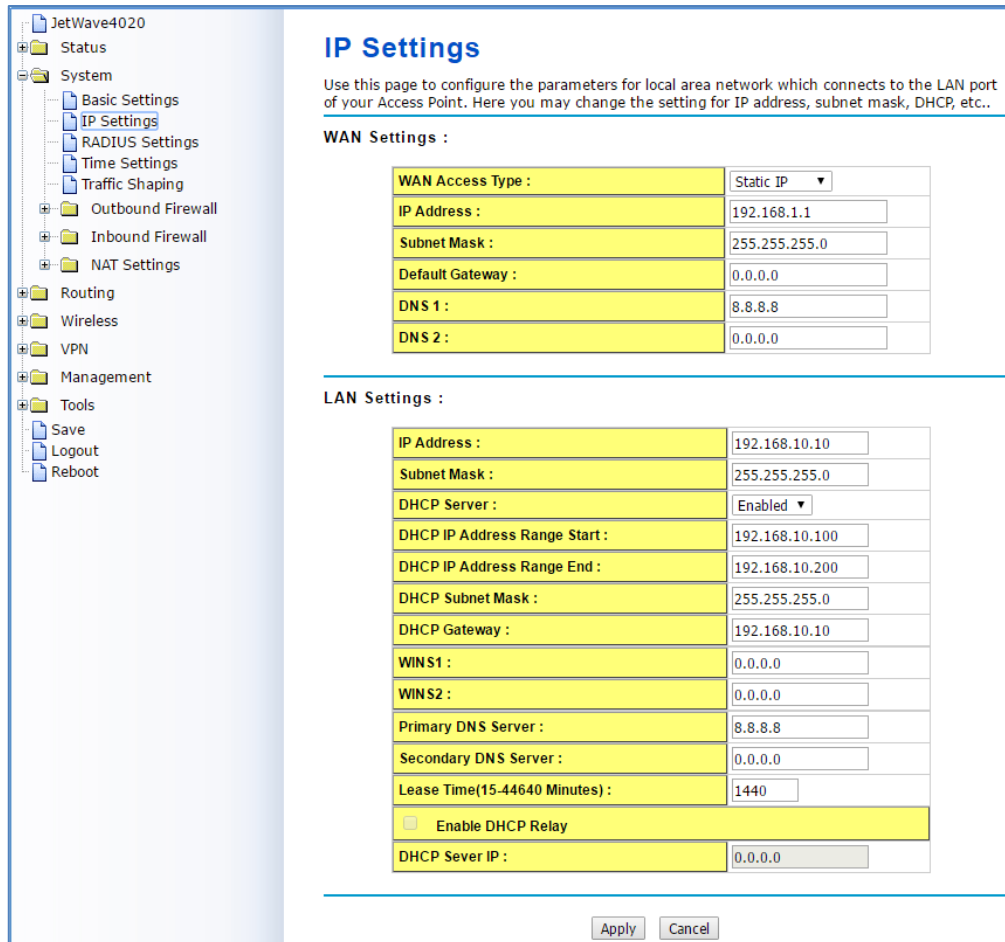 JetWave4020
Status
System
Basic Settings
IP Settings
RADIUS Settings
Time Settings
Traffic Shaping
Outbound Firewall
Inbound Firewall
NAT Settings
Routing
Wireless
VPN
Management
Tools
Save
Logout
Reboot
IP Settings
Use this page to configure the parameters for local area network which connects to the LAN port
of your Access Point. Here you may change the setting for IP address, subnet mask, DHCP, etc..
WAN Settings :
WAN Access Type : Static IP
IP Address : 192.168.1.1
Subnet Mask : 255.255.255.0
Default Gateway : 0.0.0.0
DNS 1 : 8.8.8.8
DNS 2 : 0.0.0.0
LAN Settings :
IP Address : 192.168.10.10
Subnet Mask : 255.255.255.0
DHCP Server : Enabled
DHCP IP Address Range Start : 192.168.10.100
DHCP IP Address Range End : 192.168.10.200
DHCP Subnet Mask : 255.255.255.0
DHCP Gateway : 192.168.10.10
WINS1 : 0.0.0.0
WINS2 : 0.0.0.0
Primary DNS Server : 8.8.8.8
Secondary DNS Server : 0.0.0.0
Lease Time(15-44640 Minutes) : 1440
Enable DHCP Relay
DHCP Sever IP : 0.0.0.0
Apply Cancel